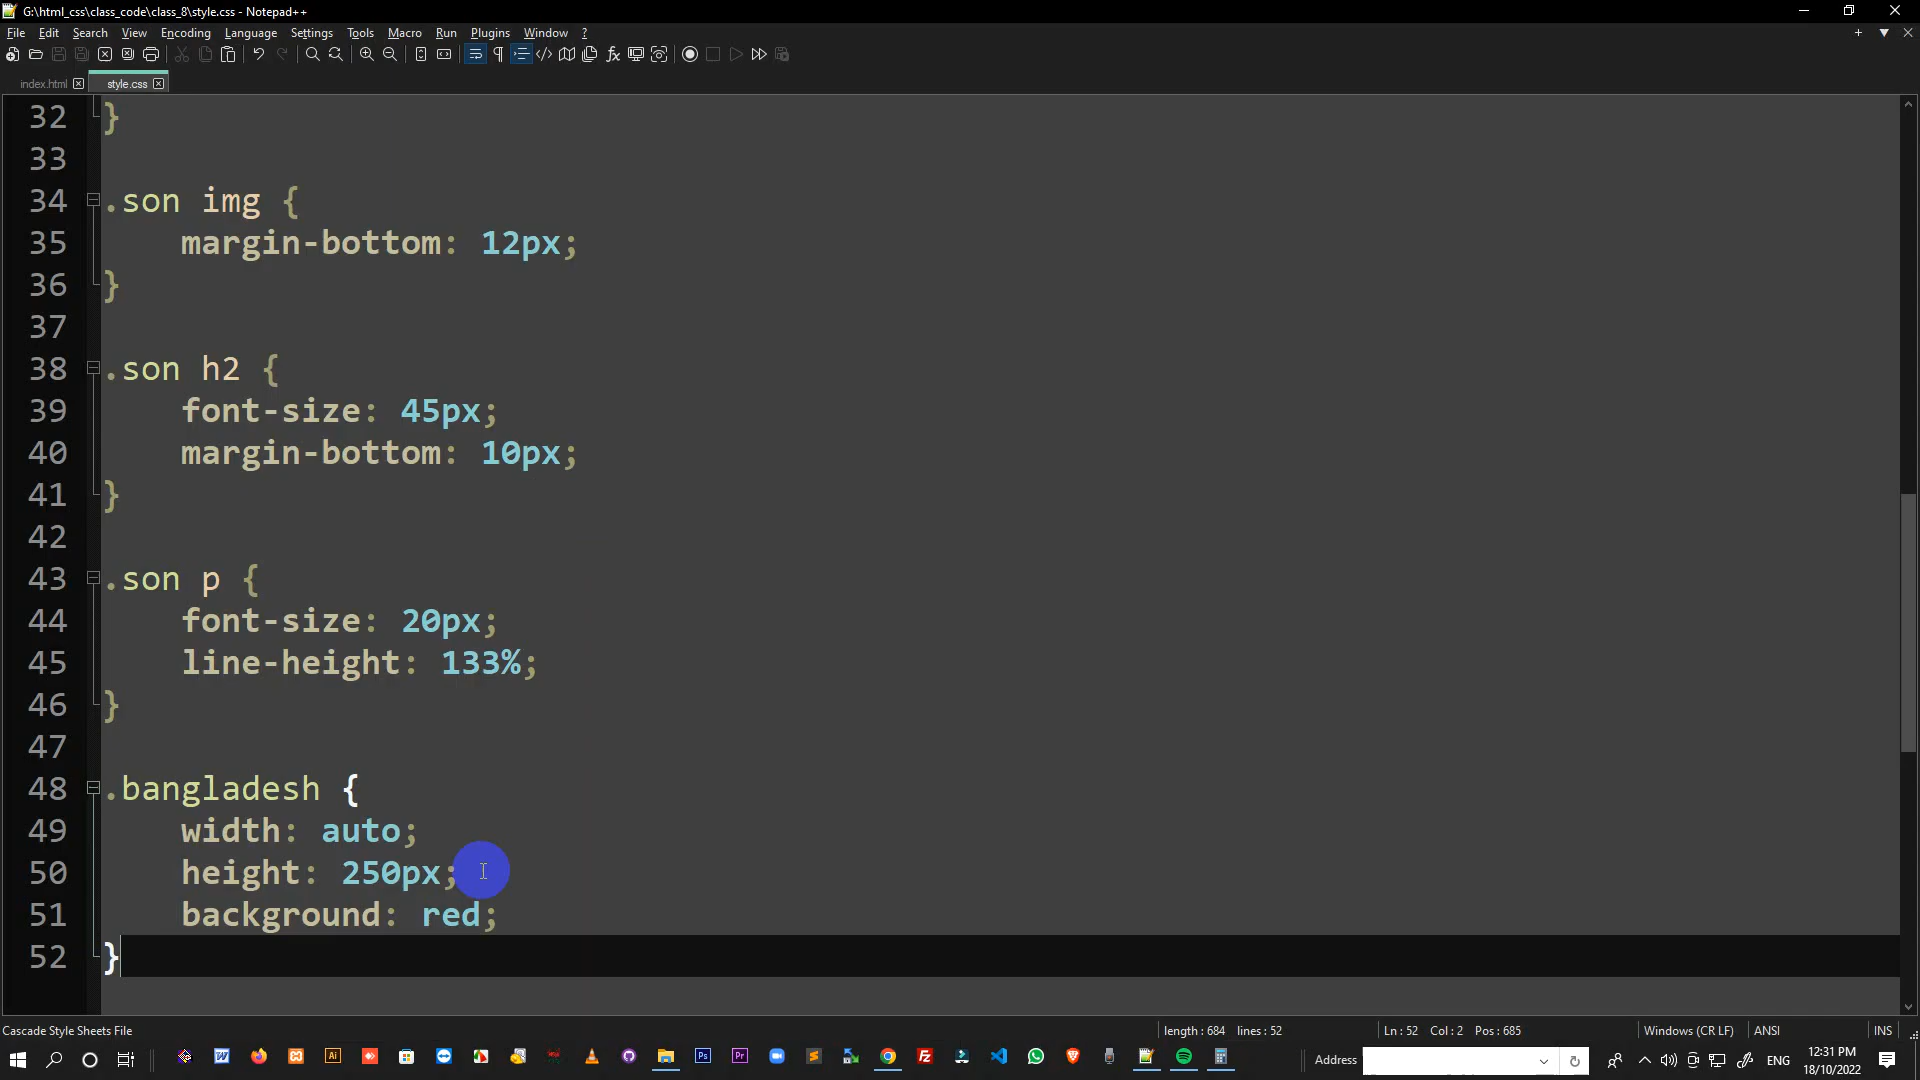 G:\html_css\class_code\class_8\style.css - Notepad++
File Edit Search View Encoding Language Settings Tools Macro Run Plugins Window ?
index.html style.css
32 }
33
34 .son img {
35 margin-bottom: 12px;
36 }
37
38 .son h2 {
39 font-size: 45px;
40 margin-bottom: 10px;
41 }
42
43 .son p {
44 font-size: 20px;
45 line-height: 133%;
46 }
47
48 .bangladesh {
49 width: auto;
50 height: 250px;
51 background: red;
52 }
Cascade Style Sheets File length : 684 lines : 52 Ln : 52 Col : 2 Pos : 685 Windows (CR LF) ANSI INS
Address ENG 12:31 PM
18/10/2022